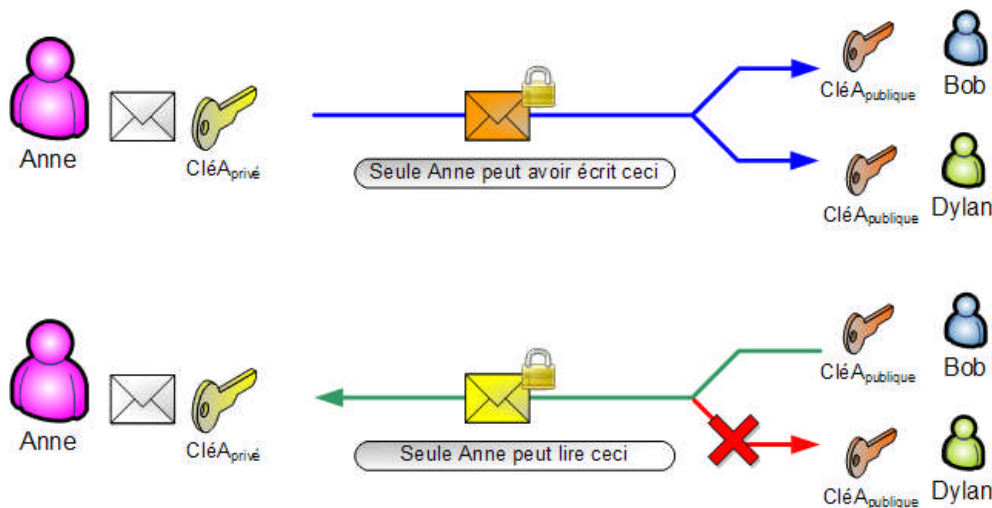 CléApublique
Bob
Anne
CléAprivé
Seule Anne peut avoir écrit ceci
CléApublique
Dylan
CléApublique
Bob
Anne
CléAprivé
Seule Anne peut lire ceci
CléApublique
Dylan